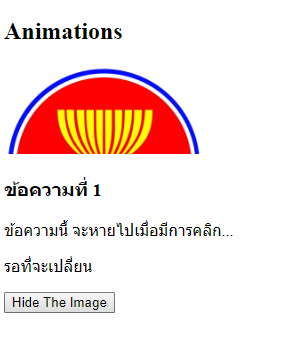 Animations
ข้อความที่ 1
ข้อความนี้ จะหายไปเมื่อมีการคลิก...
รอที่จะเปลี่ยน
Hide The Image